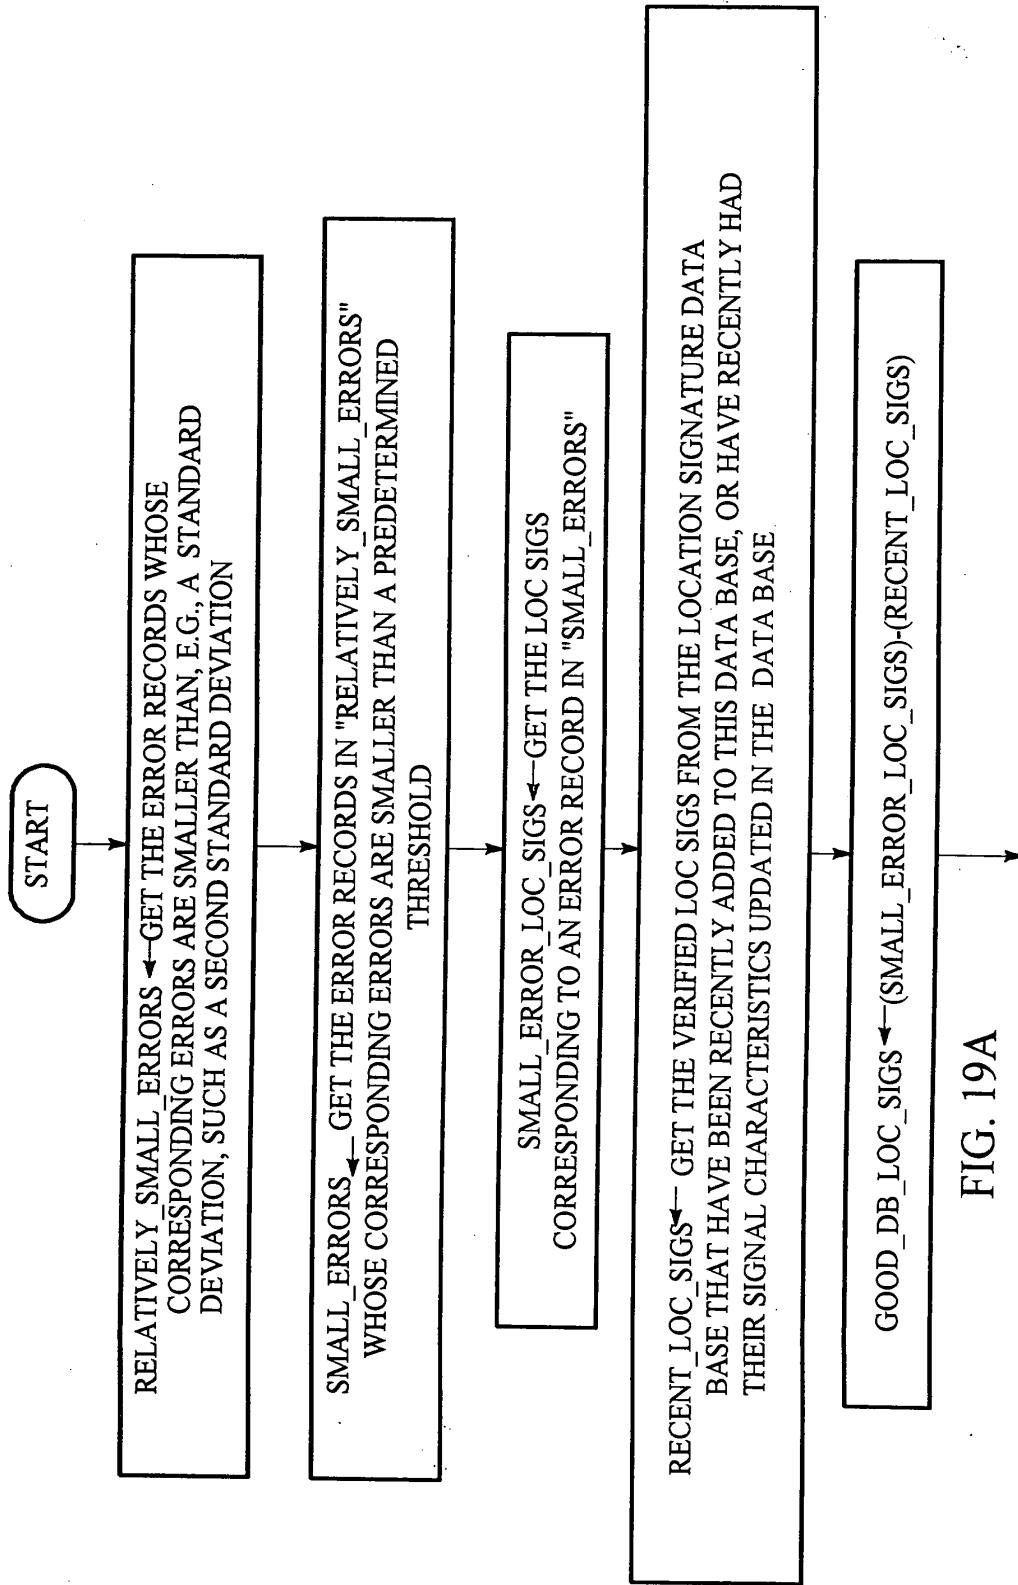 START
RELATIVELY_SMALL_ERRORS ← GET THE ERROR RECORDS WHOSE
CORRESPONDING ERRORS ARE SMALLER THAN, E.G., A STANDARD
DEVIATION, SUCH AS A SECOND STANDARD DEVIATION
SMALL_ERRORS ← GET THE ERROR RECORDS IN "RELATIVELY_SMALL_ERRORS"
WHOSE CORRESPONDING ERRORS ARE SMALLER THAN A PREDETERMINED
THRESHOLD
SMALL_ERROR_LOC_SIGS ← GET THE LOC SIGS
CORRESPONDING TO AN ERROR RECORD IN "SMALL_ERRORS"
RECENT_LOC_SIGS ← GET THE VERIFIED LOC SIGS FROM THE LOCATION SIGNATURE DATA
BASE THAT HAVE BEEN RECENTLY ADDED TO THIS DATA BASE, OR HAVE RECENTLY HAD
THEIR SIGNAL CHARACTERISTICS UPDATED IN THE DATA BASE
GOOD_DB_LOC_SIGS ← (SMALL_ERROR_LOC_SIGS)-(RECENT_LOC_SIGS)
FIG. 19A